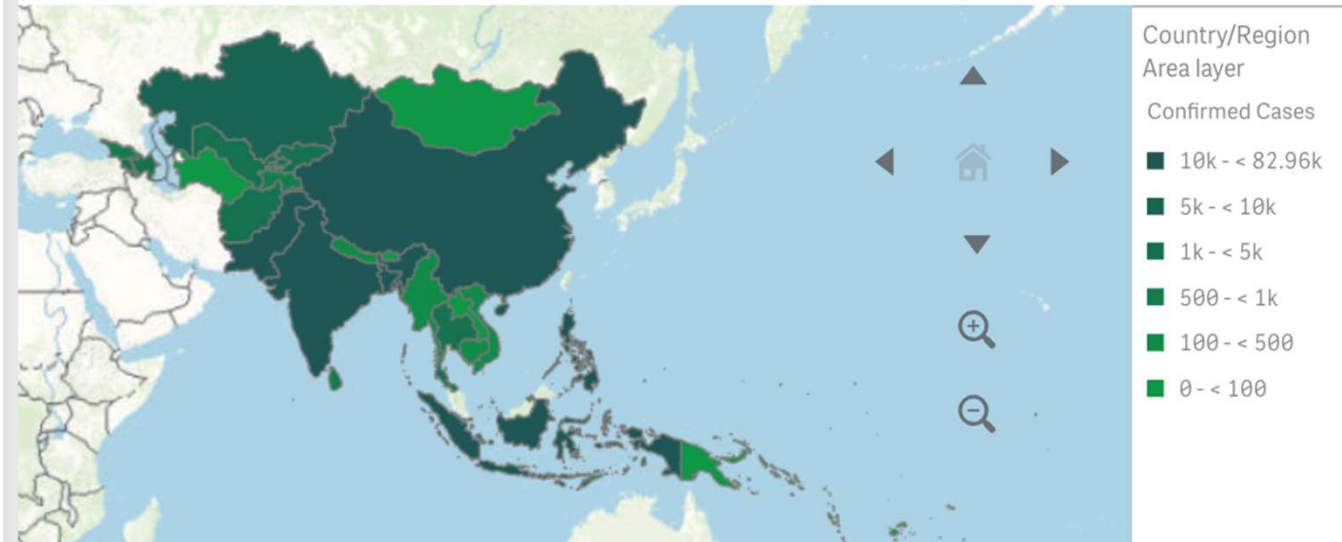 Country/Region
Area layer
Confirmed Cases
10k - < 82.96k
5k - < 10k
1k - < 5k
500 - < 1k
100 - < 500
0 - < 100